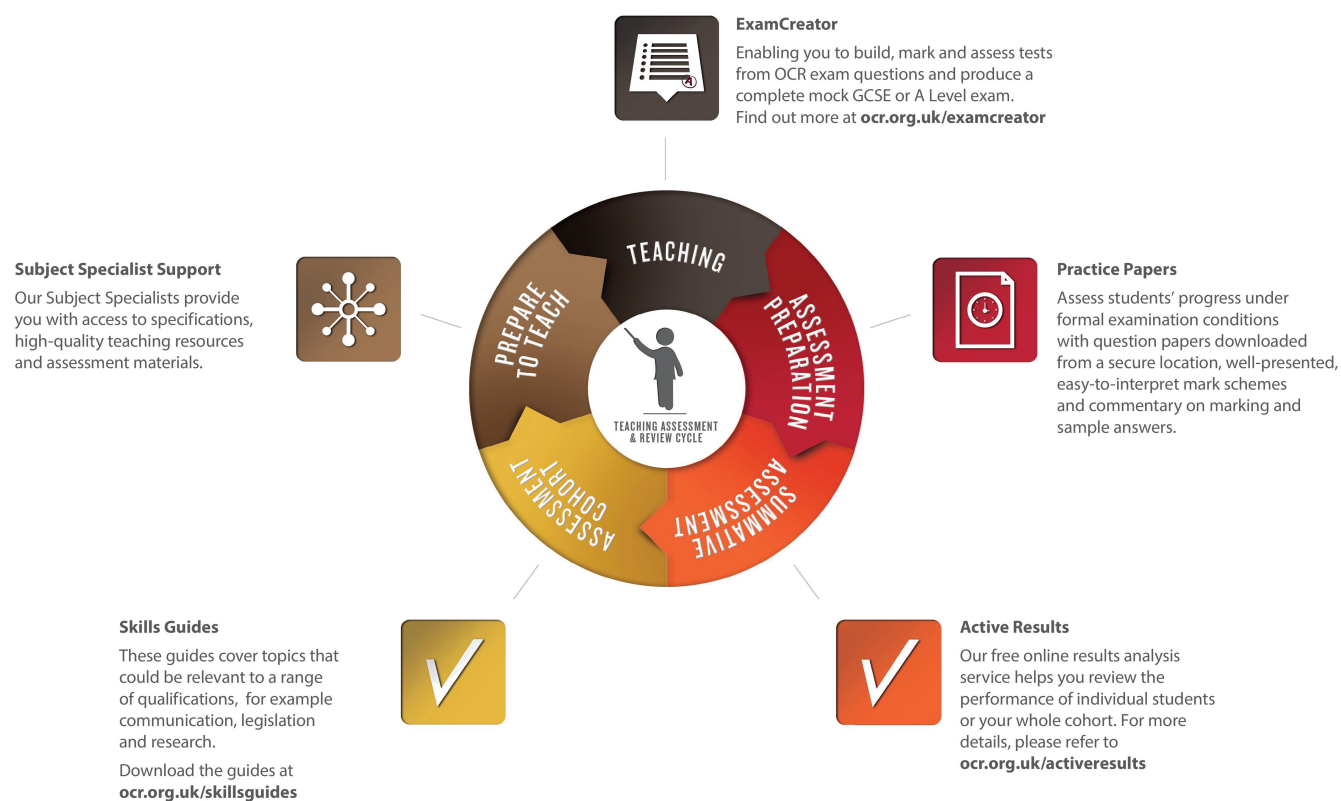 ExamCreator
Enabling you to build, mark and assess tests
from OCR exam questions and produce a
complete mock GCSE or A Level exam.
Find out more at ocr.org.uk/examcreator
Subject Specialist Support
Our Subject Specialists provide
you with access to specifications,
high-quality teaching resources
and assessment materials.
TEACHING
PREPARE
TO TEACH
ASSESSMENT
PREPARATION
TEACHING ASSESSMENT
& REVIEW CYCLE
ASSESSMENT
COHORT
SUMMATIVE
ASSESSMENT
Practice Papers
Assess students’ progress under
formal examination conditions
with question papers downloaded
from a secure location, well-presented,
easy-to-interpret mark schemes
and commentary on marking and
sample answers.
Skills Guides
These guides cover topics that
could be relevant to a range
of qualifications,  for example
communication, legislation
and research.
Download the guides at
ocr.org.uk/skillsguides
Active Results
Our free online results analysis
service helps you review the
performance of individual students
or your whole cohort. For more
details, please refer to
ocr.org.uk/activeresults